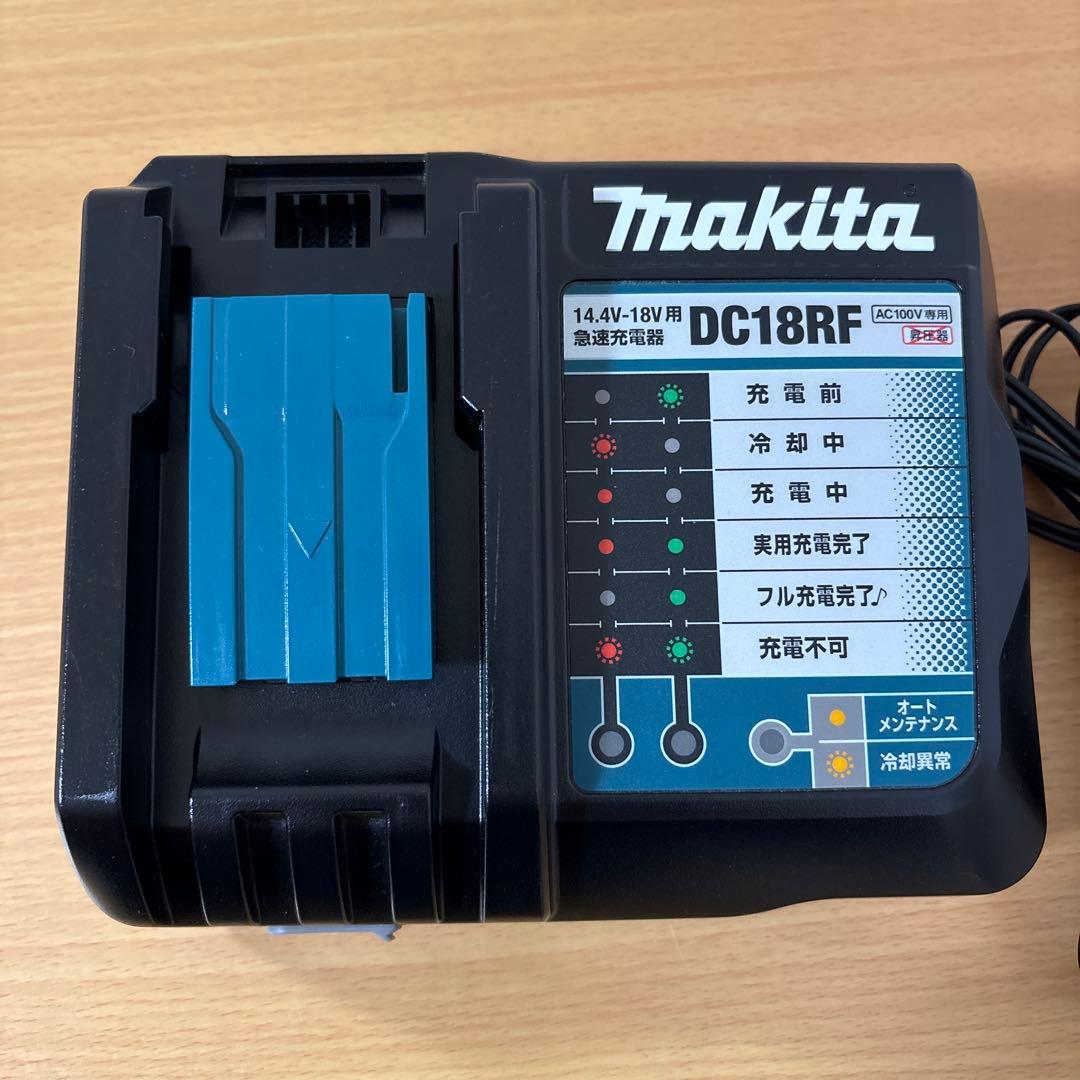 makita
14.4V-18V用
急速充電器
DC18RF
AC100V専用
昇圧器
充電前
冷却中
充電中
実用充電完了
フル充電完了♪
充電不可
オート
メンテナンス
冷却異常